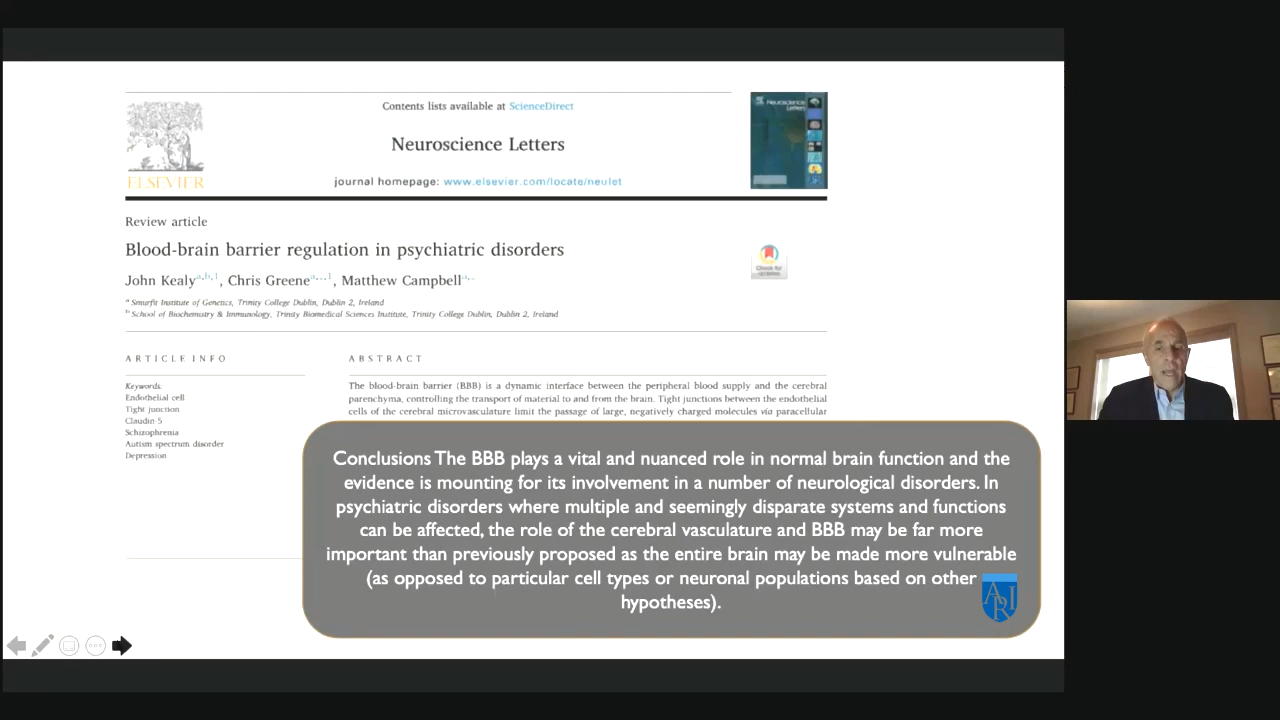 Contents lists available at ScienceDirect
Neuroscience Letters
journal homepage: www.elsevier.com/locate/neulet
ELSEVIER
Neuroscience Letters
Review article
Blood-brain barrier regulation in psychiatric disorders
Check for updates
John Kealy a,b,1, Chris Greene a, 1, Matthew Campbell a
a Smurfit Institute of Genetics, Trinity College Dublin, Dublin 2, Ireland
b School of Biochemistry & Immunology, Trinity Biomedical Sciences Institute, Trinity College Dublin, Dublin 2, Ireland
ARTICLE INFO
Keywords:
Endothelial cell
Tight junction
Claudin-5
Schizophrenia
Autism spectrum disorder
Depression
ABSTRACT
The blood-brain barrier (BBB) is a dynamic interface between the peripheral blood supply and the cerebral
parenchyma, controlling the transport of material to and from the brain. Tight junctions between the endothelial
cells of the cerebral microvasculature limit the passage of large, negatively charged molecules via paracellular
Conclusions The BBB plays a vital and nuanced role in normal brain function and the
evidence is mounting for its involvement in a number of neurological disorders. In
psychiatric disorders where multiple and seemingly disparate systems and functions
can be affected, the role of the cerebral vasculature and BBB may be far more
important than previously proposed as the entire brain may be made more vulnerable
(as opposed to particular cell types or neuronal populations based on other
hypotheses).
ARI